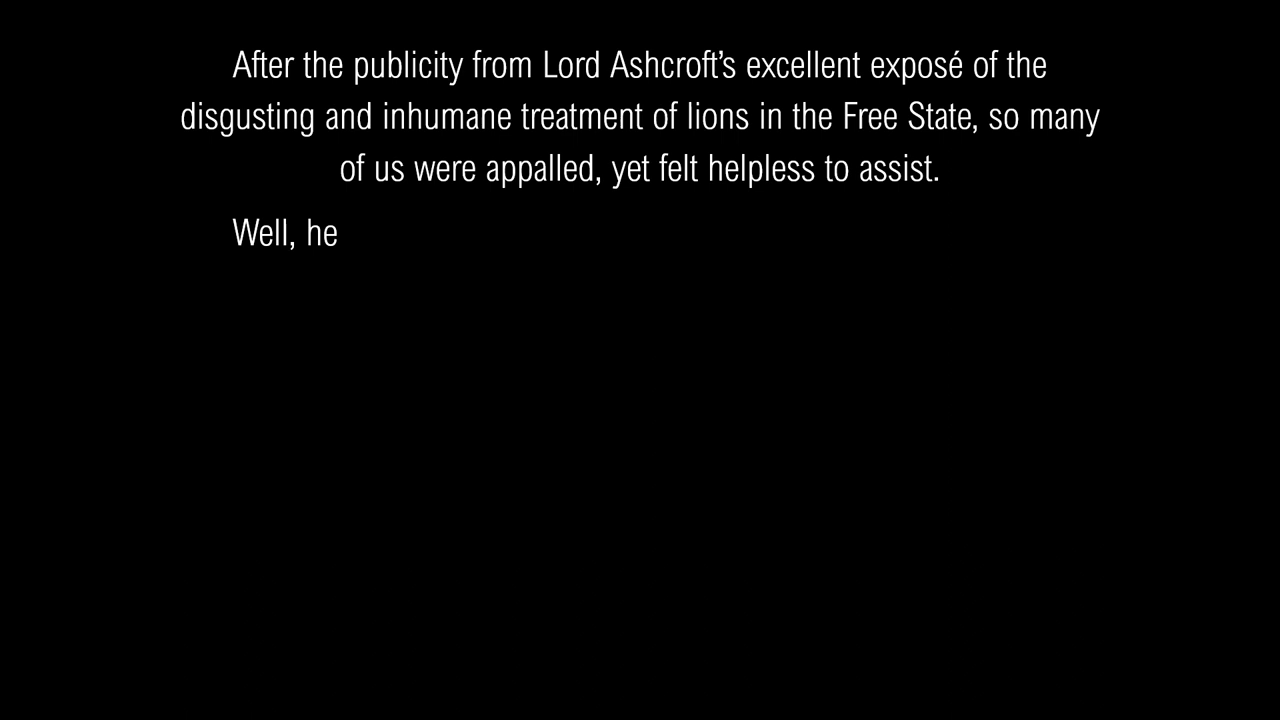 After the publicity from Lord Ashcroft’s excellent exposé of the
disgusting and inhumane treatment of lions in the Free State, so many
of us were appalled, yet felt helpless to assist.
Well, he